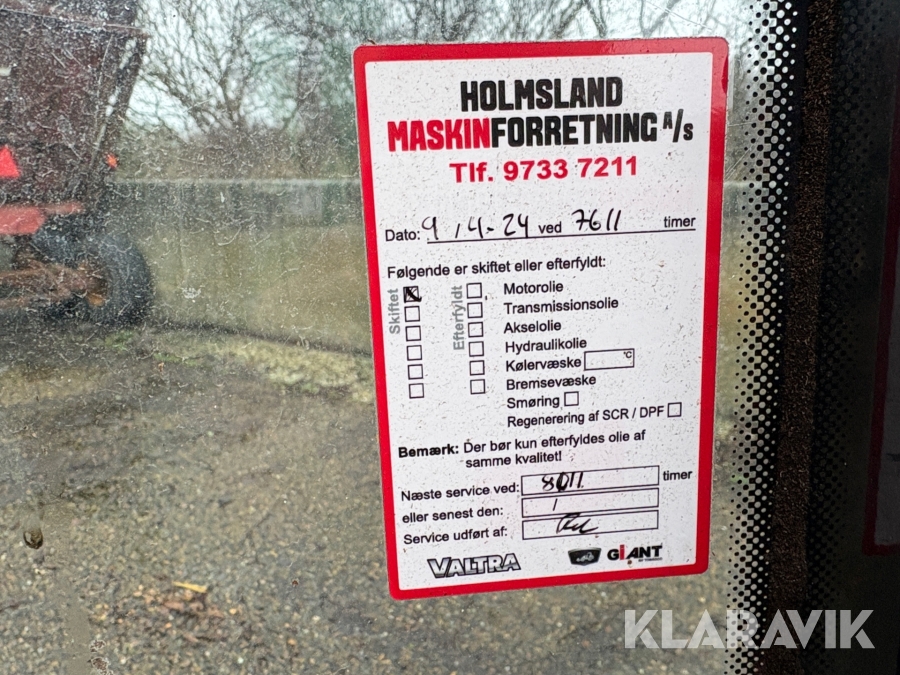 HOLMSLAND
MASKINFORRETNING A/S
Tlf. 9733 7211
Dato: 9/4-24 ved 7611 timer
Følgende er skiftet eller efterfyldt:
Skiftet
Efterfyldt
Motorolie
Transmissionsolie
Akselolie
Hydraulikolie
Kølervæske °C
Bremsevæske
Smøring
Regenerering af SCR / DPF
Bemærk: Der bør kun efterfyldes olie af
samme kvalitet!
Næste service ved: 8011 timer
eller senest den: /
Service udført af:
VALTRA
GIANT
KLARAVIK